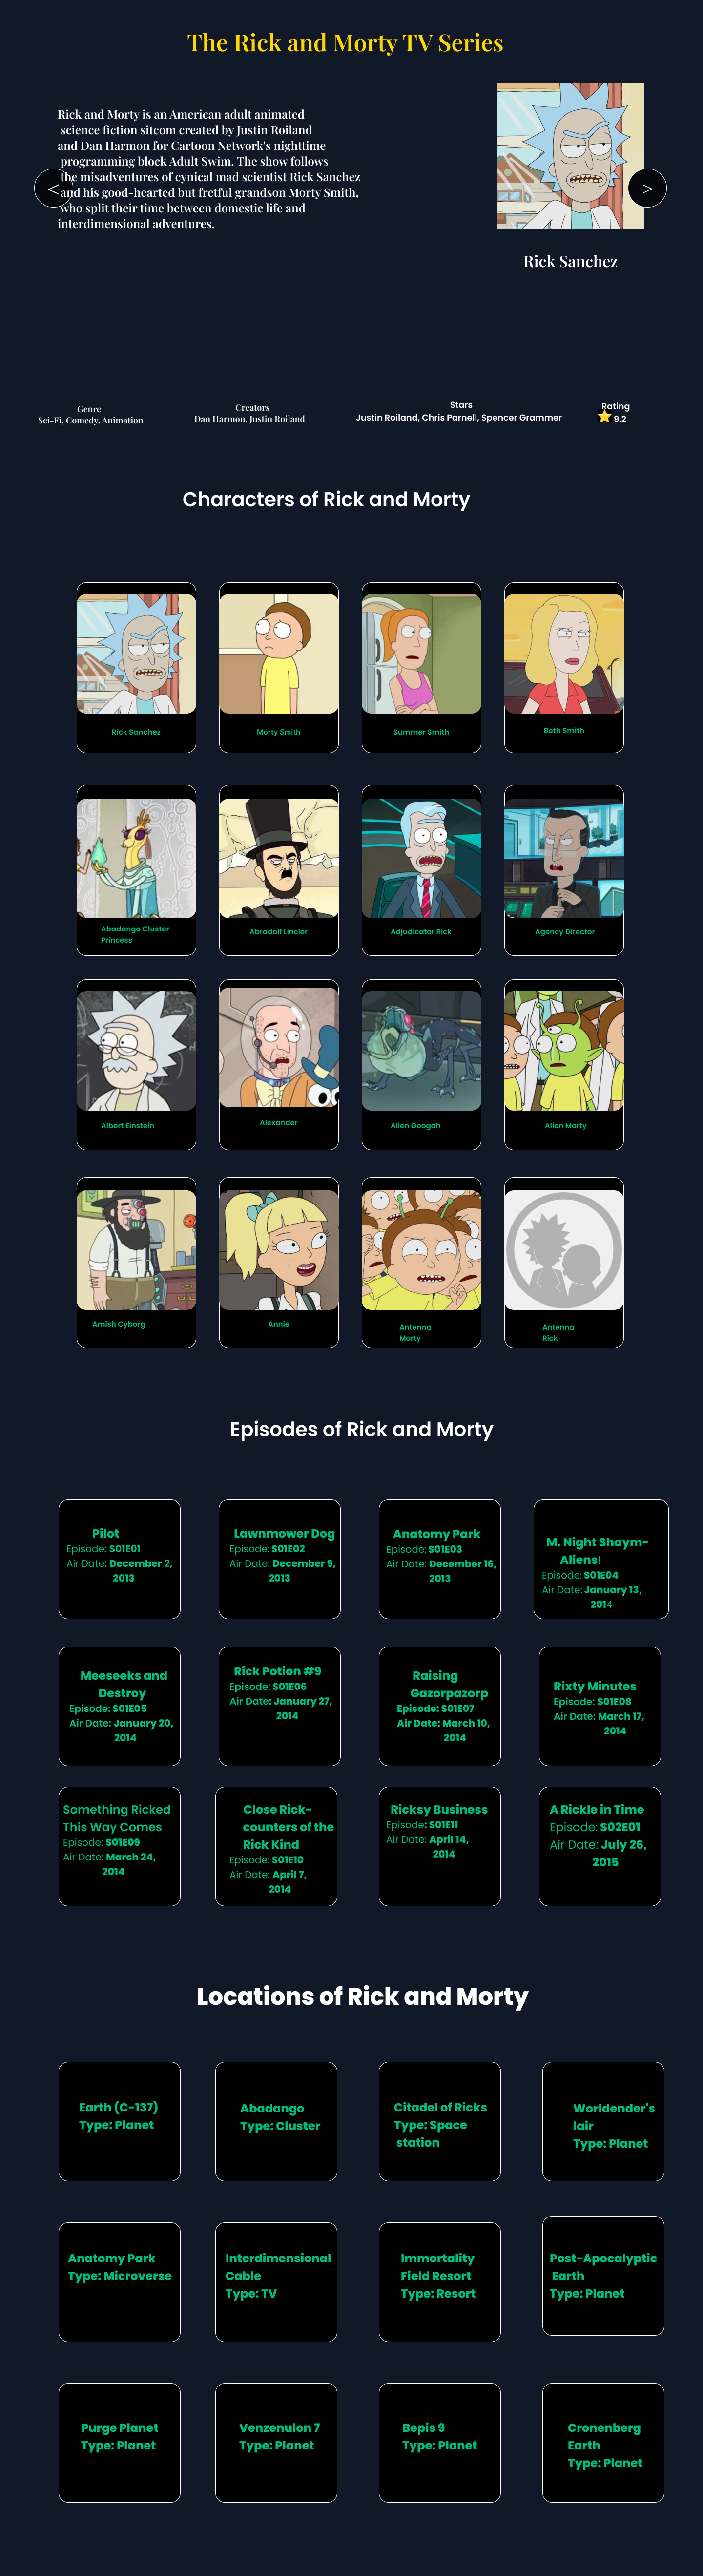 The Rick and Morty TV Series
Rick and Morty is an American adult animated
science fiction sitcom created by Justin Roiland
and Dan Harmon for Cartoon Network's nighttime
programming block Adult Swim. The show follows
the misadventures of cynical mad scientist Rick Sanchez
and his good-hearted but fretful grandson Morty Smith,
who split their time between domestic life and
interdimensional adventures.
<
>
Rick Sanchez
Genre
Sci-Fi, Comedy, Animation
Creators
Dan Harmon, Justin Roiland
Stars
Justin Roiland, Chris Parnell, Spencer Grammer
Rating
9.2
Characters of Rick and Morty
Rick Sanchez
Morty Smith
Summer Smith
Beth Smith
Abadango Cluster
Princess
Abradolf Lincler
Adjudicator Rick
Agency Director
Albert Einstein
Alexander
Alien Googah
Alien Morty
Amish Cyborg
Annie
Antenna
Morty
Antenna
Rick
Episodes of Rick and Morty
Pilot
Episode: S01E01
Air Date: December 2,
2013
Lawnmower Dog
Episode: S01E02
Air Date: December 9,
2013
Anatomy Park
Episode: S01E03
Air Date: December 16,
2013
M. Night Shaym-
Aliens!
Episode: S01E04
Air Date: January 13,
2014
Meeseeks and
Destroy
Episode: S01E05
Air Date: January 20,
2014
Rick Potion #9
Episode: S01E06
Air Date: January 27,
2014
Raising
Gazorpazorp
Episode: S01E07
Air Date: March 10,
2014
Rixty Minutes
Episode: S01E08
Air Date: March 17,
2014
Something Ricked
This Way Comes
Episode: S01E09
Air Date: March 24,
2014
Close Rick-
counters of the
Rick Kind
Episode: S01E10
Air Date: April 7,
2014
Ricksy Business
Episode: S01E11
Air Date: April 14,
2014
A Rickle in Time
Episode: S02E01
Air Date: July 26,
2015
Locations of Rick and Morty
Earth (C-137)
Type: Planet
Abadango
Type: Cluster
Citadel of Ricks
Type: Space
station
Worldender's
lair
Type: Planet
Anatomy Park
Type: Microverse
Interdimensional
Cable
Type: TV
Immortality
Field Resort
Type: Resort
Post-Apocalyptic
Earth
Type: Planet
Purge Planet
Type: Planet
Venzenulon 7
Type: Planet
Bepis 9
Type: Planet
Cronenberg
Earth
Type: Planet